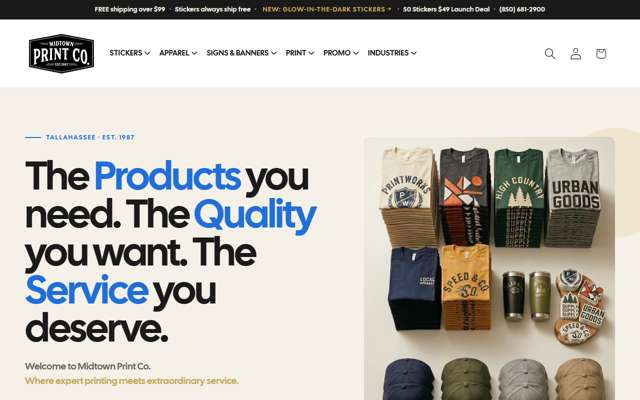 FREE shipping over $99 · Stickers always ship free · NEW: GLOW-IN-THE-DARK STICKERS · 50 Stickers $49 Launch Deal · (850) 681-2900
MIDTOWN
PRINT CO.
STICKERS
APPAREL
SIGNS & BANNERS
PRINT
PROMO
INDUSTRIES
TALLAHASSEE · EST. 1987
The Products you
need. The Quality
you want. The
Service you
deserve.
Welcome to Midtown Print Co.
Where expert printing meets extraordinary service.
PRINTWORKS
P W
HIGH COUNTRY
URBAN
GOODS
LOCAL
SPEED & CO.
URBAN
GOODS
SPEED & CO.